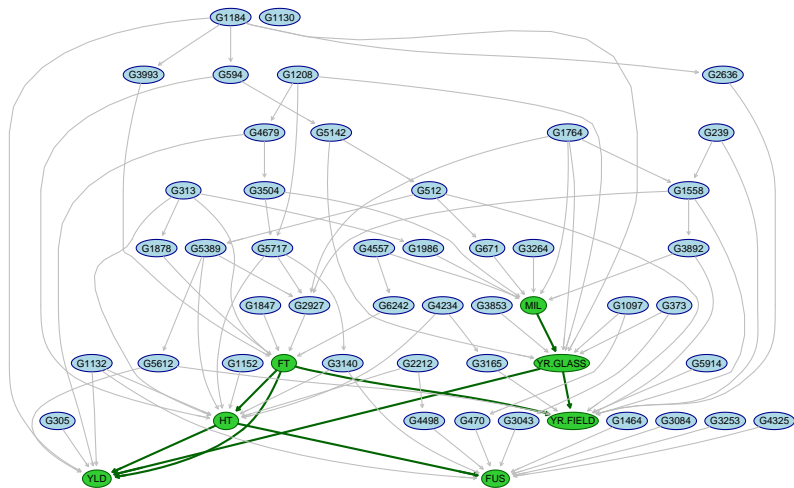 G1184 G1130
G3993 G594 G1208 G2636
G4679 G5142 G1764 G239
G313 G3504 G512 G1558
G1878 G5389 G5717 G4557 G1986 G671 G3264 G3892
G1847 G2927 G6242 G4234 G3853 MIL G1097 G373
G1132 G5612 G1152 FT G3140 G2212 G3165 YR.GLASS G5914
G305 HT G4498 G470 G3043 YR.FIELD G1464 G3084 G3253 G4325
YLD FUS